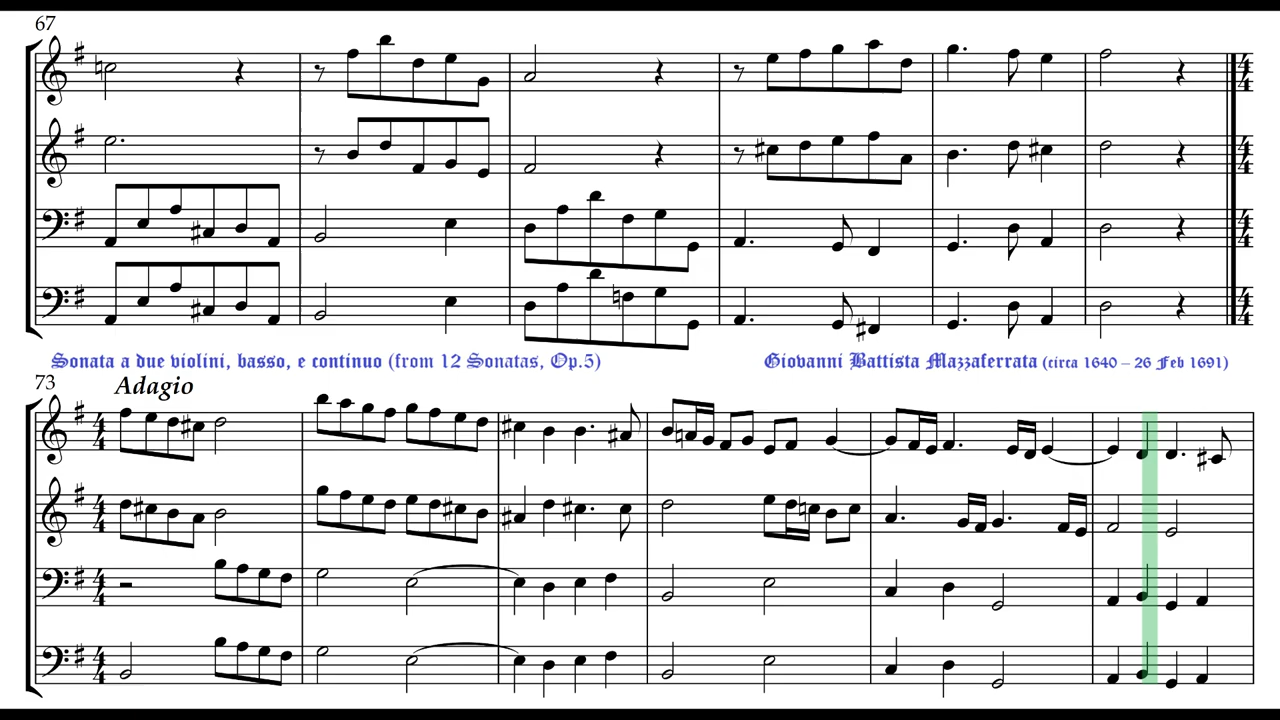 67
Sonata a due violini, basso, e continuo (from 12 Sonatas, Op.5) Giovanni Battista Mazzaferrata (circa 1640 – 26 Feb 1691)
73
Adagio